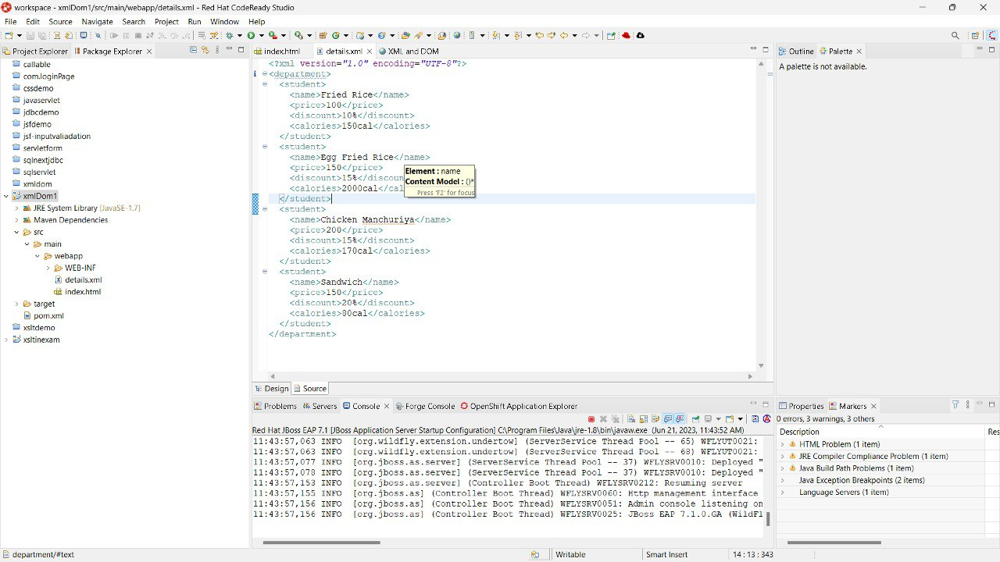 workspace - xmlDom1/src/main/webapp/details.xml - Red Hat CodeReady Studio
File Edit Source Navigate Search Project Run Window Help
Project Explorer Package Explorer
callable
com.loginPage
cssdemo
javaservlet
jdbcdemo
jsfdemo
jsf-inputvaliadation
servletform
sqlnextjdbc
sqlservlet
xmldom
xmlDom1
JRE System Library [JavaSE-1.7]
Maven Dependencies
src
main
webapp
WEB-INF
details.xml
index.html
target
pom.xml
xsltdemo
xsltinexam
index.html details.xml XML and DOM
<?xml version="1.0" encoding="UTF-8"?>
<department>
<student>
<name>Fried Rice</name>
<price>100</price>
<discount>10%</discount>
<calories>150cal</calories>
</student>
<student>
<name>Egg Fried Rice</name>
<price>150</price>
<discount>15%</discoun
<calories>2000cal</cal
</student>
<student>
<name>Chicken Manchuriya</name>
<price>200</price>
<discount>15%</discount>
<calories>170cal</calories>
</student>
<student>
<name>Sandwich</name>
<price>150</price>
<discount>20%</discount>
<calories>80cal</calories>
</student>
</department>
Element : name
Content Model : ()*
Press 'F2' for focus
Design Source
Outline Palette
A palette is not available.
Problems Servers Console Forge Console OpenShift Application Explorer
Red Hat JBoss EAP 7.1 [JBoss Application Server Startup Configuration] C:\Program Files\Java\jre-1.8\bin\javaw.exe (Jun 21, 2023, 11:43:52 AM)
11:43:57,063 INFO [org.wildfly.extension.undertow] (ServerService Thread Pool -- 65) WFLYUT0021:
11:43:57,063 INFO [org.wildfly.extension.undertow] (ServerService Thread Pool -- 68) WFLYUT0021:
11:43:57,077 INFO [org.jboss.as.server] (ServerService Thread Pool -- 37) WFLYSRV0010: Deployed "
11:43:57,078 INFO [org.jboss.as.server] (ServerService Thread Pool -- 37) WFLYSRV0010: Deployed "
11:43:57,153 INFO [org.jboss.as.server] (Controller Boot Thread) WFLYSRV0212: Resuming server
11:43:57,155 INFO [org.jboss.as] (Controller Boot Thread) WFLYSRV0060: Http management interface
11:43:57,156 INFO [org.jboss.as] (Controller Boot Thread) WFLYSRV0051: Admin console listening on
11:43:57,156 INFO [org.jboss.as] (Controller Boot Thread) WFLYSRV0025: JBoss EAP 7.1.0.GA (WildFl
Properties Markers
0 errors, 3 warnings, 3 others
Description Res
HTML Problem (1 item)
JRE Compiler Compliance Problem (1 item)
Java Build Path Problems (1 item)
Java Exception Breakpoints (2 items)
Language Servers (1 item)
department/#text Writable Smart Insert 14 : 13 : 343